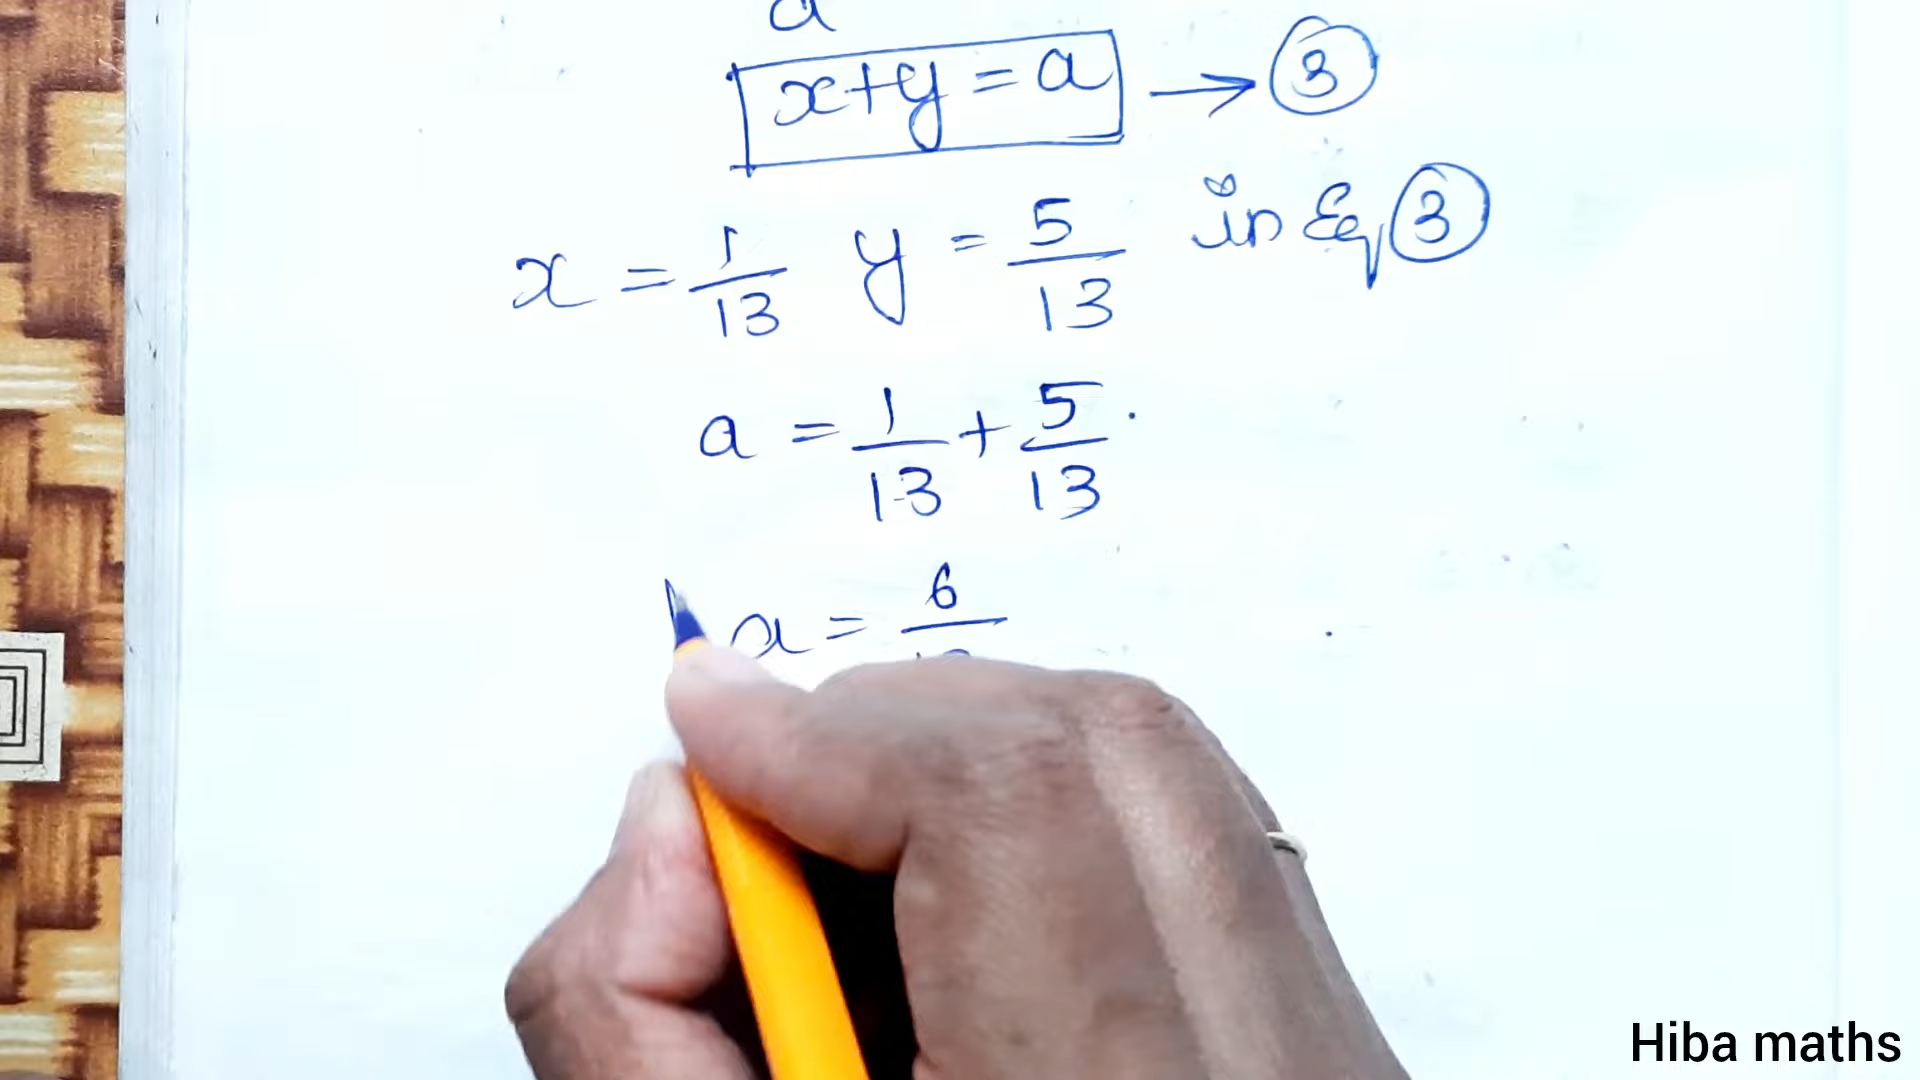 a
x+y = a → 3
x = 1/13 y = 5/13 in Eq 3
a = 1/13 + 5/13
a = 6/
Hiba maths